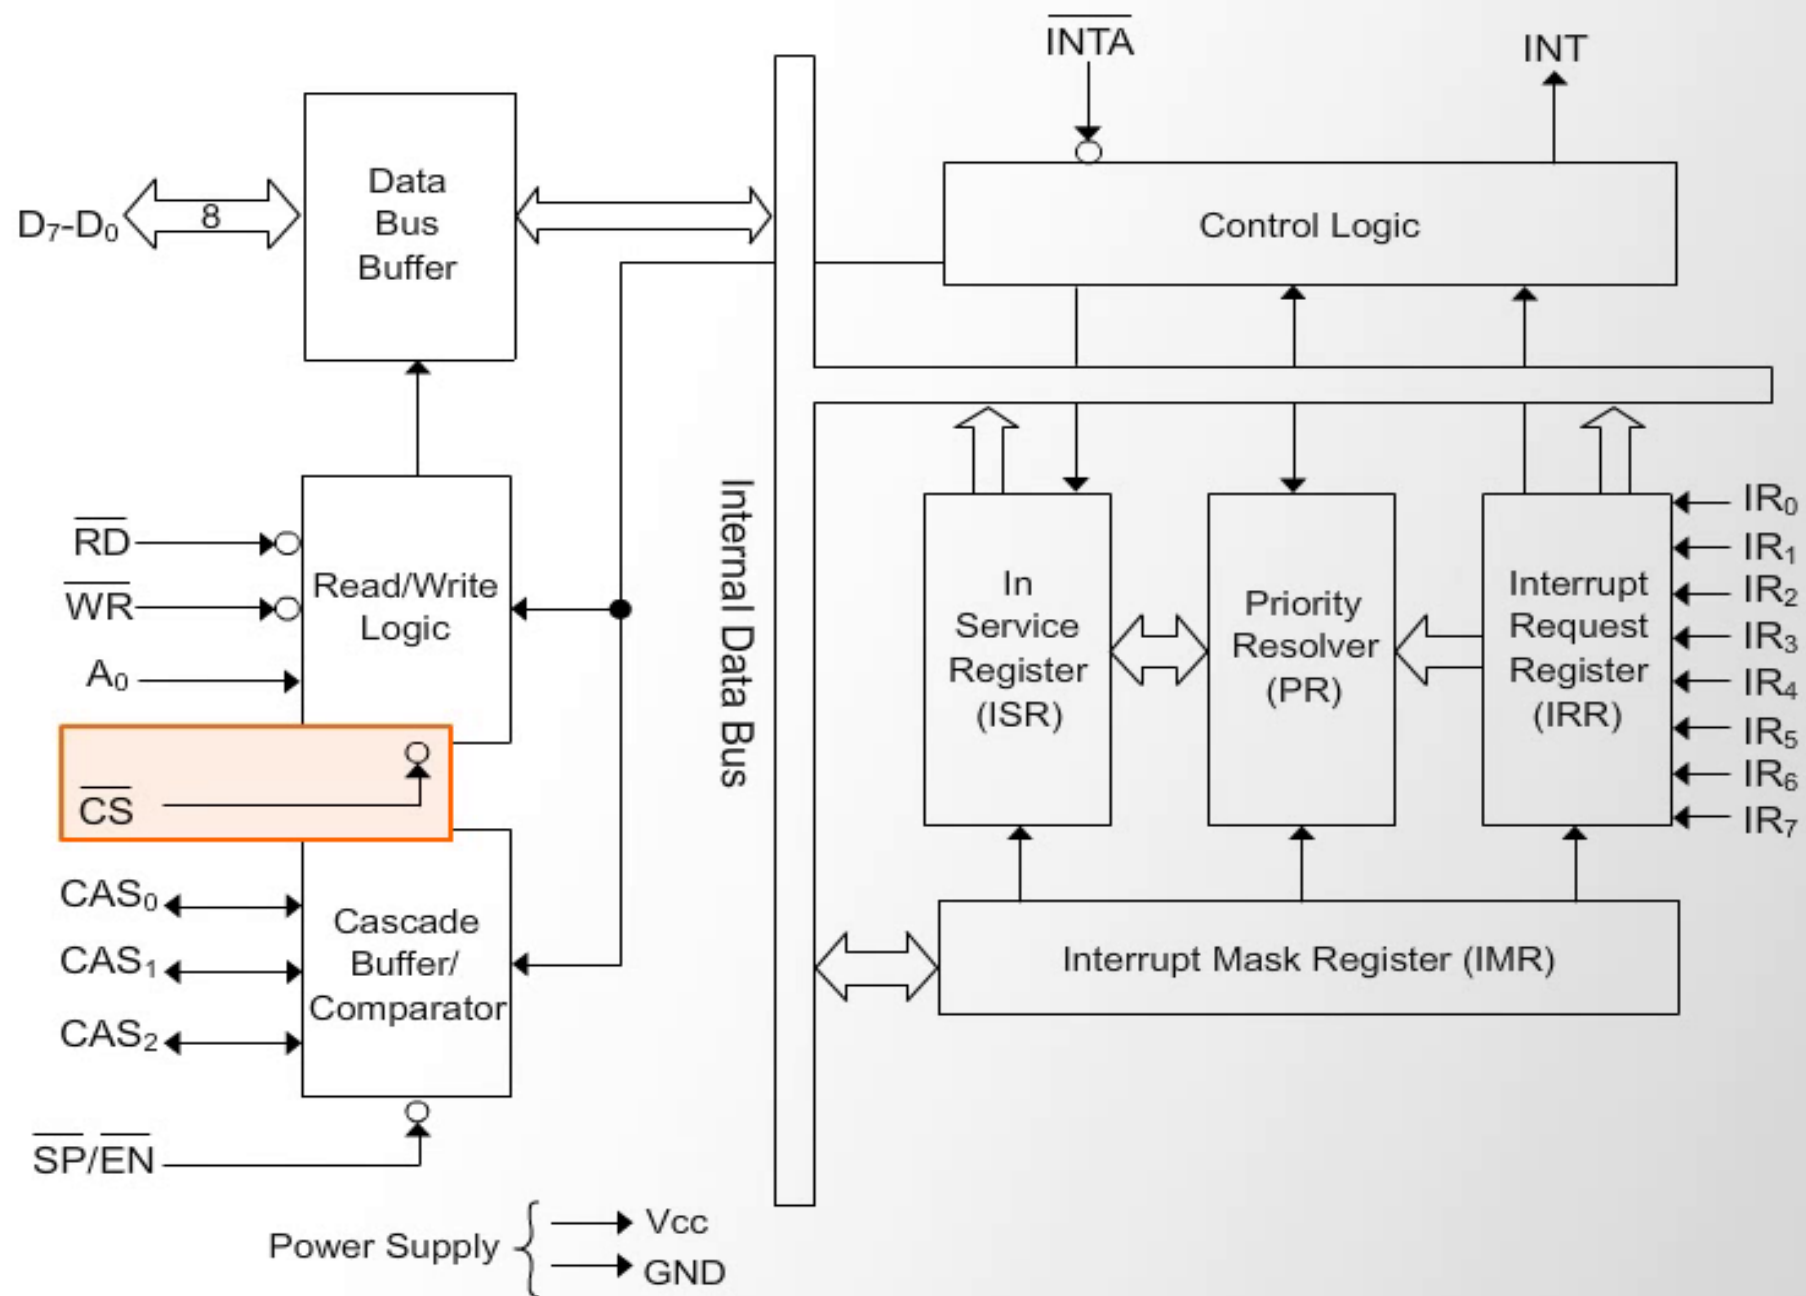 INTA
INT
Data
Bus
Buffer
D7-D0
8
Control Logic
Internal Data Bus
RD
WR
A0
Read/Write
Logic
CS
In
Service
Register
(ISR)
Priority
Resolver
(PR)
Interrupt
Request
Register
(IRR)
IR0
IR1
IR2
IR3
IR4
IR5
IR6
IR7
CAS0
CAS1
CAS2
Cascade
Buffer/
Comparator
Interrupt Mask Register (IMR)
SP/EN
Power Supply
Vcc
GND